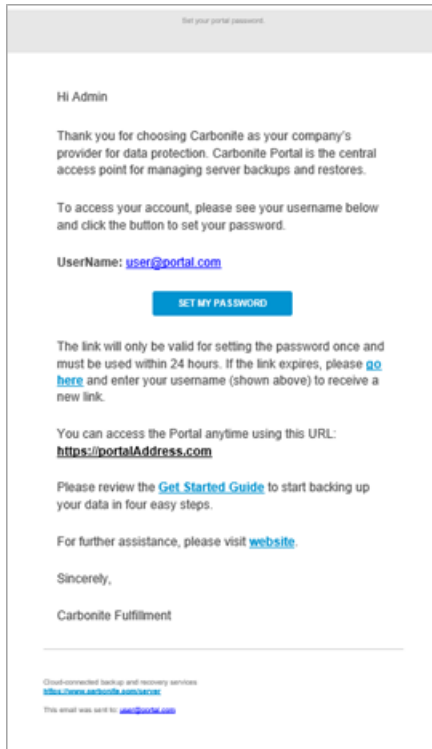 Set your portal password.
Hi Admin
Thank you for choosing Carbonite as your company's
provider for data protection. Carbonite Portal is the central
access point for managing server backups and restores.
To access your account, please see your username below
and click the button to set your password.
UserName: user@portal.com
SET MY PASSWORD
The link will only be valid for setting the password once and
must be used within 24 hours. If the link expires, please go
here and enter your username (shown above) to receive a
new link.
You can access the Portal anytime using this URL:
https://portalAddress.com
Please review the Get Started Guide to start backing up
your data in four easy steps.
For further assistance, please visit website.
Sincerely,
Carbonite Fulfillment
Cloud-connected backup and recovery services
https://www.carbonite.com/server
This email was sent to: user@portal.com